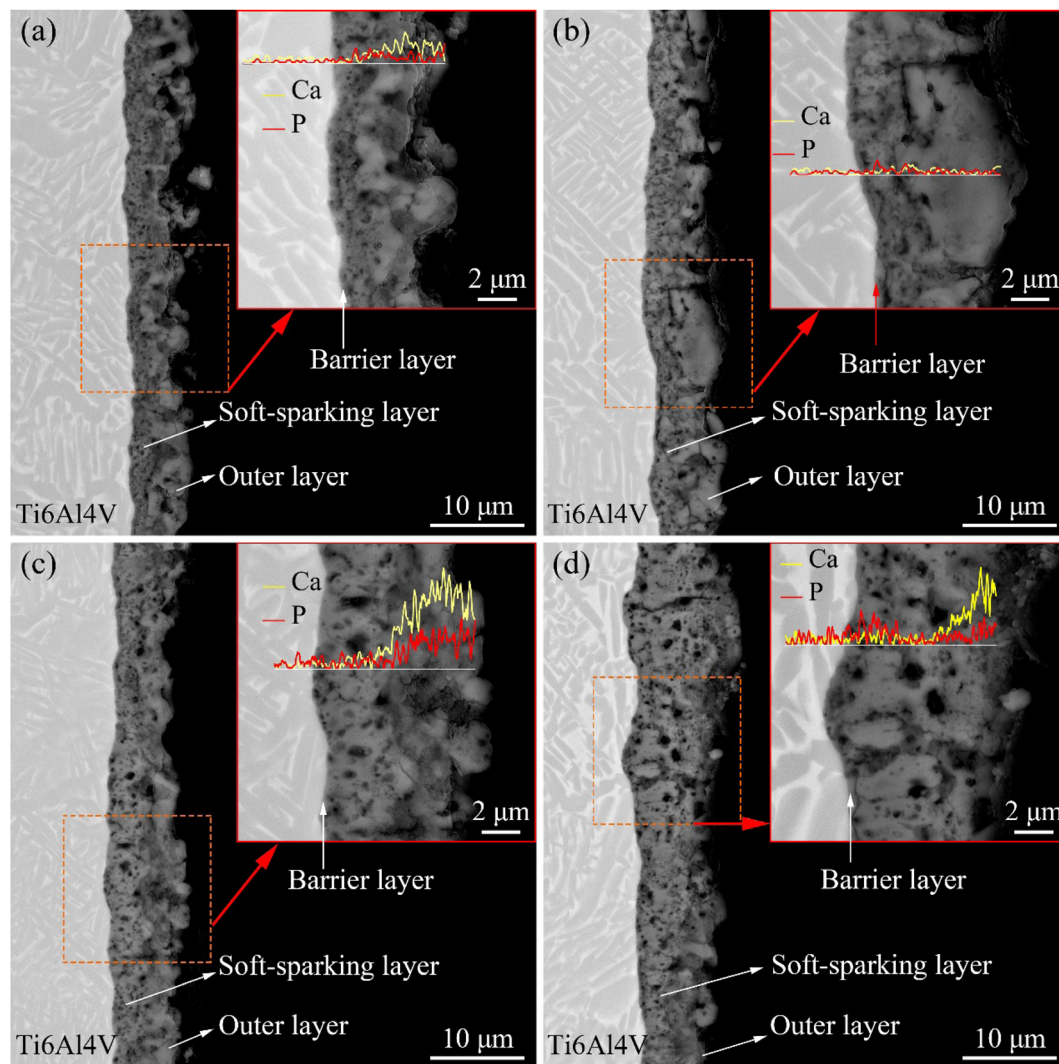 (a)
Ca
P
2 μm
Barrier layer
Soft-sparking layer
Outer layer
Ti6Al4V
10 μm
(b)
Ca
P
2 μm
Barrier layer
Soft-sparking layer
Outer layer
Ti6Al4V
10 μm
(c)
Ca
P
2 μm
Barrier layer
Soft-sparking layer
Outer layer
Ti6Al4V
10 μm
(d)
Ca
P
2 μm
Barrier layer
Soft-sparking layer
Outer layer
Ti6Al4V
10 μm